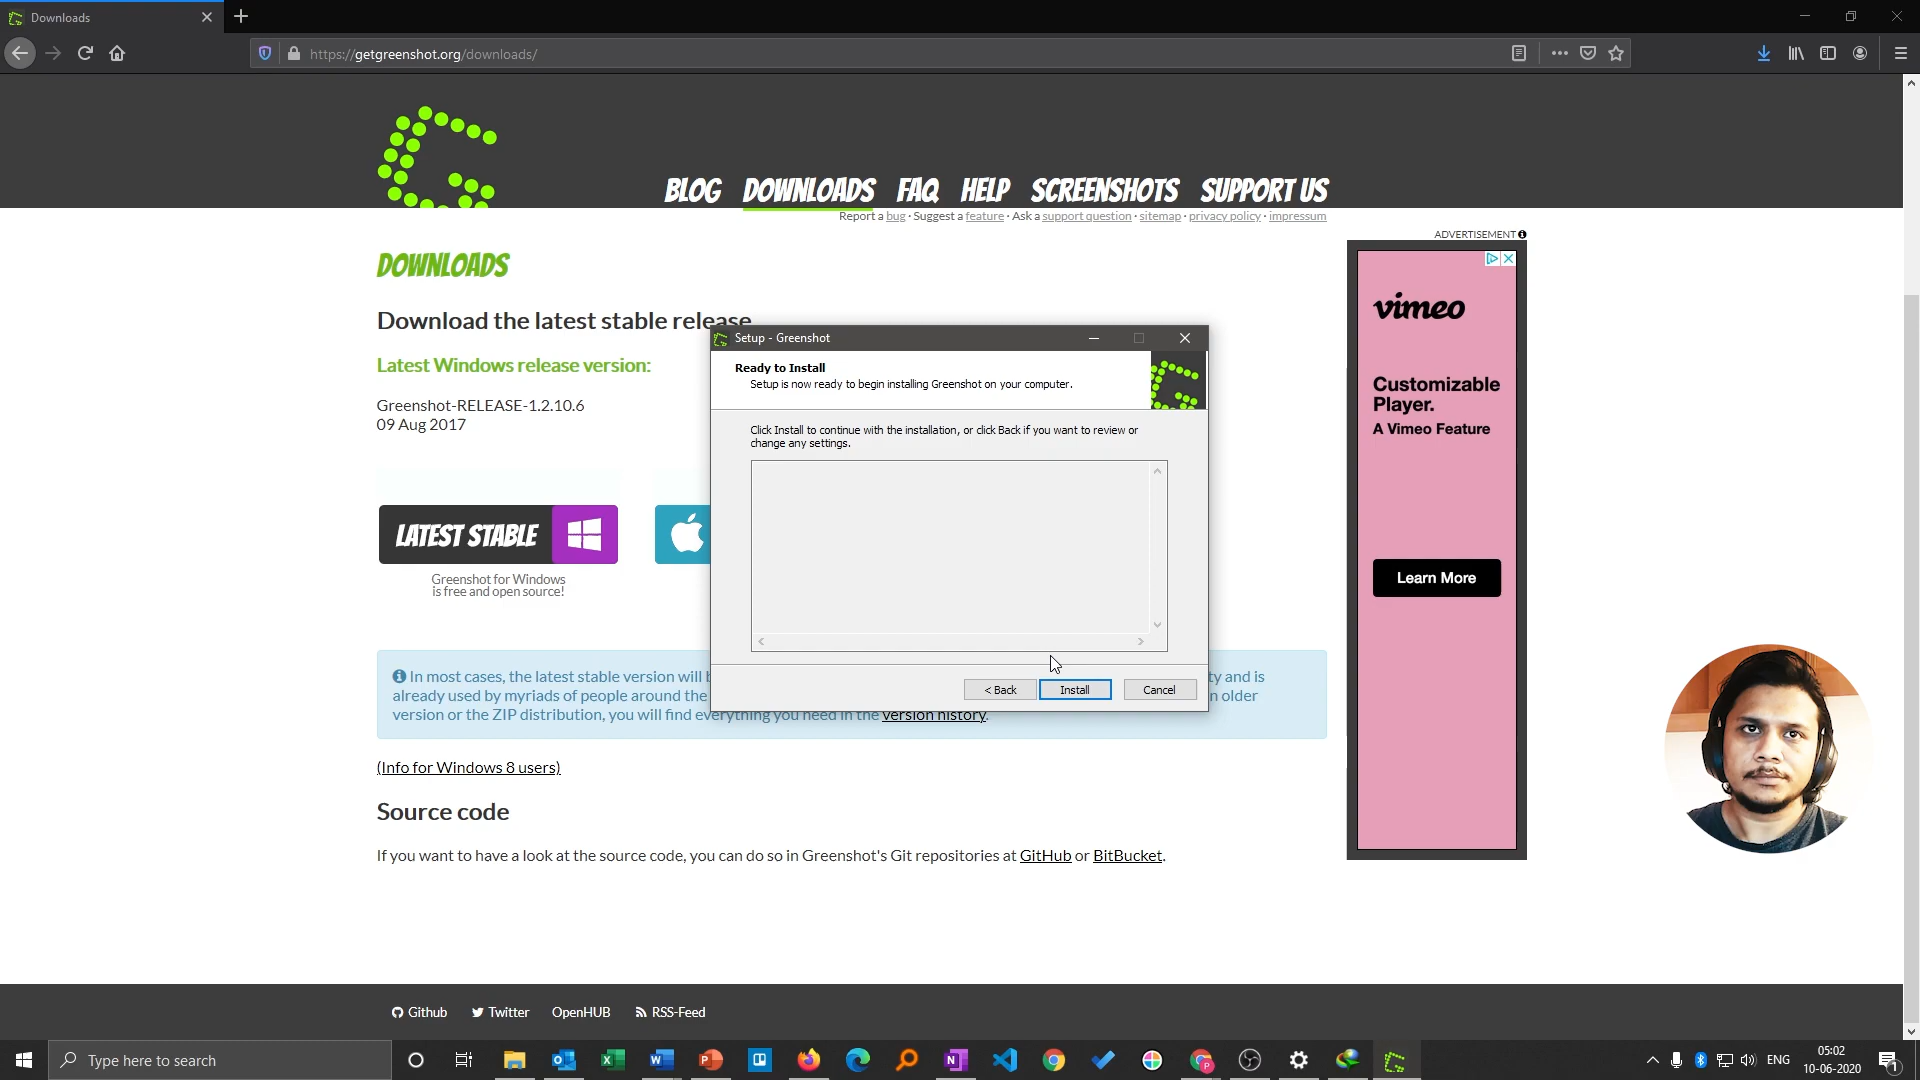 Downloads
https://getgreenshot.org/downloads/
BLOG DOWNLOADS FAQ HELP SCREENSHOTS SUPPORT US
Report a bug · Suggest a feature · Ask a support question · sitemap · privacy policy · impressum
ADVERTISEMENT
DOWNLOADS
Download the latest stable release
Latest Windows release version:
Greenshot-RELEASE-1.2.10.6
09 Aug 2017
LATEST STABLE
Greenshot for Windows
is free and open source!
Setup - Greenshot
Ready to Install
Setup is now ready to begin installing Greenshot on your computer.
Click Install to continue with the installation, or click Back if you want to review or
change any settings.
< Back
Install
Cancel
vimeo
Customizable
Player.
A Vimeo Feature
Learn More
In most cases, the latest stable version will b ty and is
already used by myriads of people around the n older
version or the ZIP distribution, you will find everything you need in the version history.
(Info for Windows 8 users)
Source code
If you want to have a look at the source code, you can do so in Greenshot's Git repositories at GitHub or BitBucket.
Github Twitter OpenHUB RSS-Feed
Type here to search
ENG
05:02
10-06-2020
1